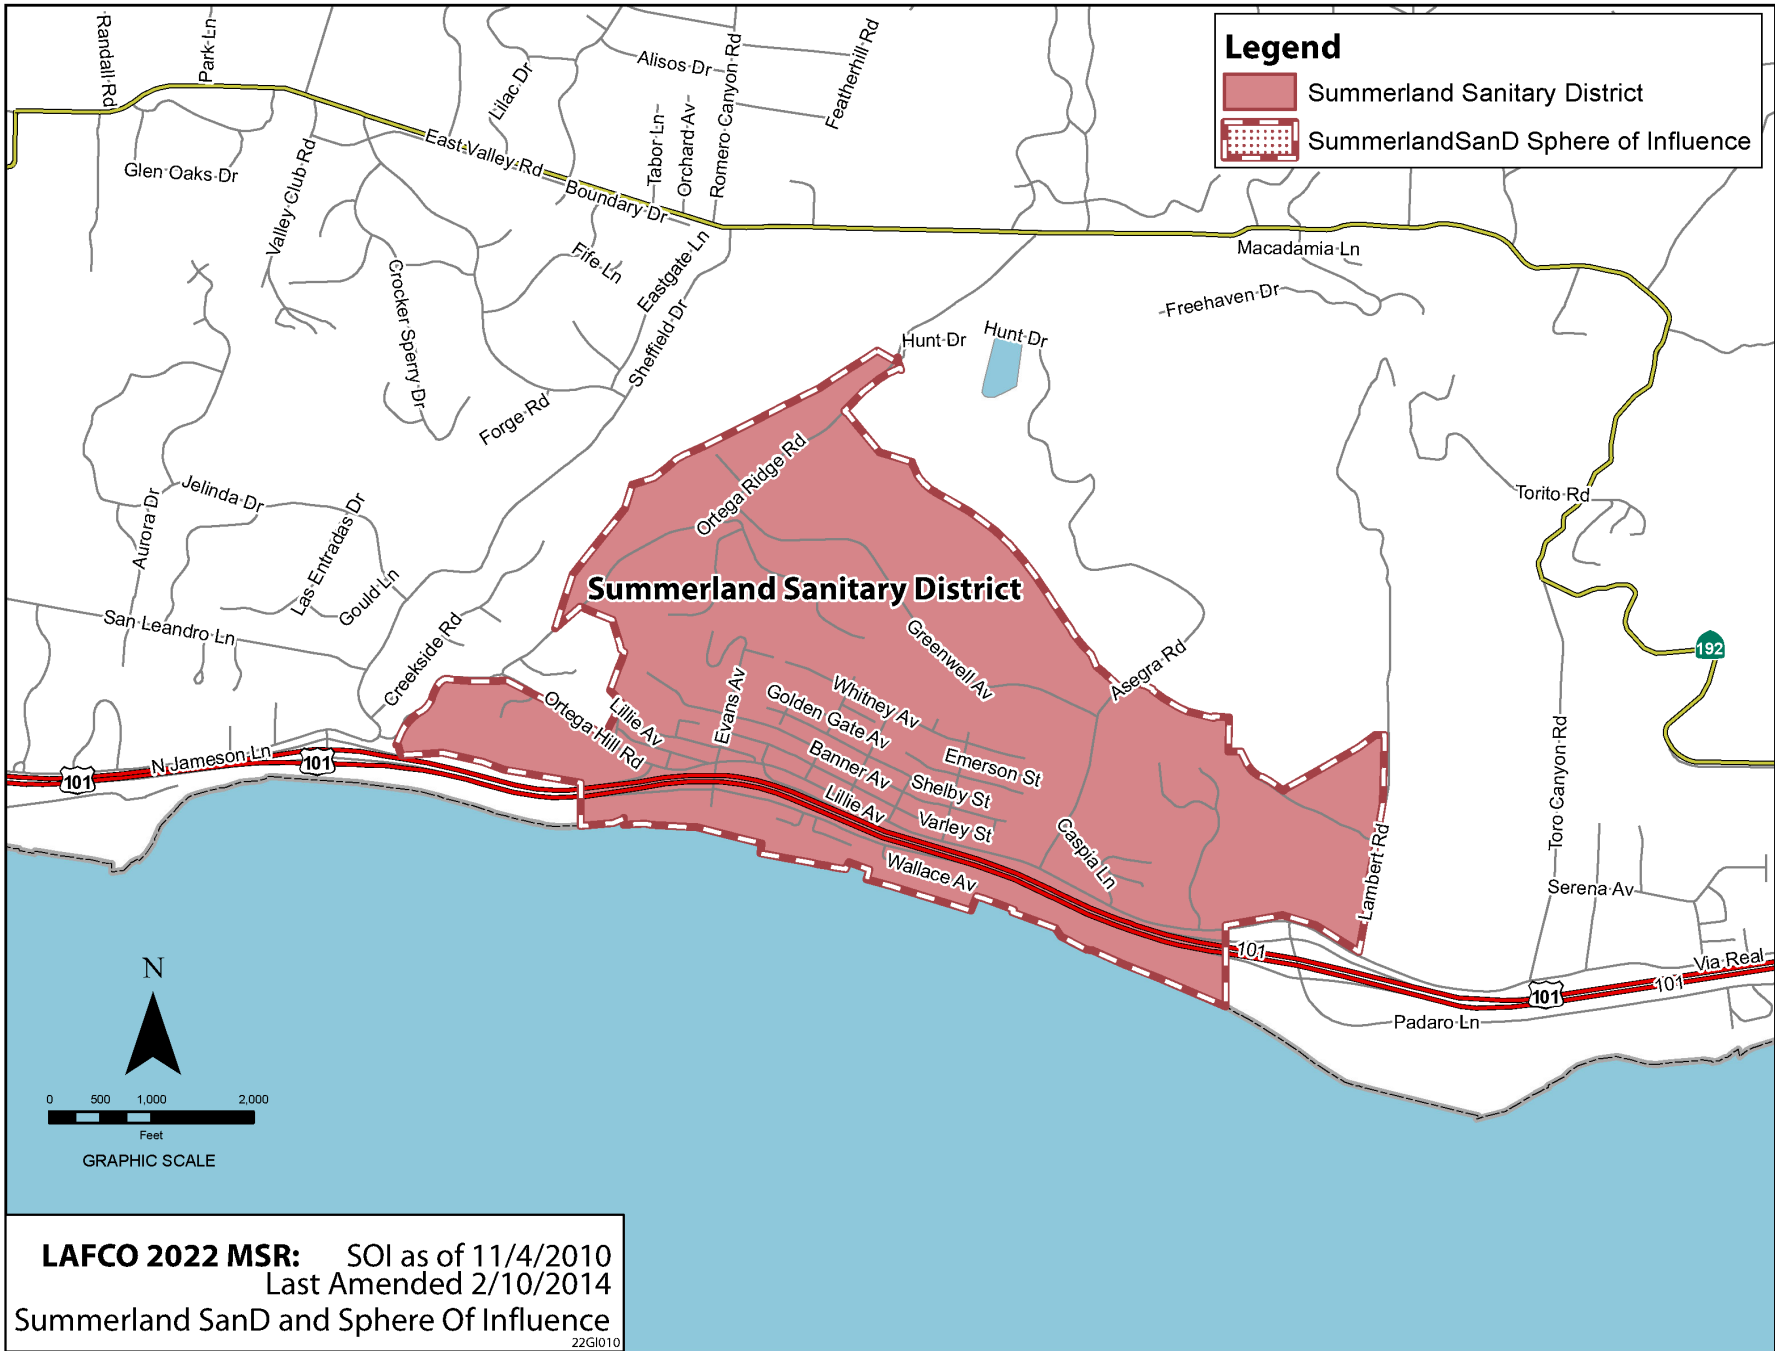 Legend
Summerland Sanitary District
SummerlandSanD Sphere of Influence
Randall Rd
Park Ln
Lilac Dr
Alisos Dr
Romero Canyon Rd
Featherhill Rd
Tabor Ln
Orchard Av
East Valley Rd
Boundary Dr
Glen Oaks Dr
Valley Club Rd
Crocker Sperry Dr
Fife Ln
Eastgate Ln
Sheffield Dr
Macadamia Ln
Freehaven Dr
Hunt Dr
Hunt Dr
Forge Rd
Ortega Ridge Rd
Torito Rd
Jelinda Dr
Aurora Dr
Las Entradas Dr
Gould Ln
San Leandro Ln
Creekside Rd
Summerland Sanitary District
Greenwell Av
Asegra Rd
192
Evans Av
Whitney Av
Golden Gate Av
Lillie Av
Ortega Hill Rd
Banner Av
Emerson St
Shelby St
Lillie Av
Varley St
Wallace Av
Caspia Ln
Lambert Rd
Toro Canyon Rd
Serena Av
N Jameson Ln
101
101
101
Via Real
101
101
Padaro Ln
N
0 500 1,000 2,000
Feet
GRAPHIC SCALE
LAFCO 2022 MSR: SOI as of 11/4/2010
Last Amended 2/10/2014
Summerland SanD and Sphere Of Influence
22GI010